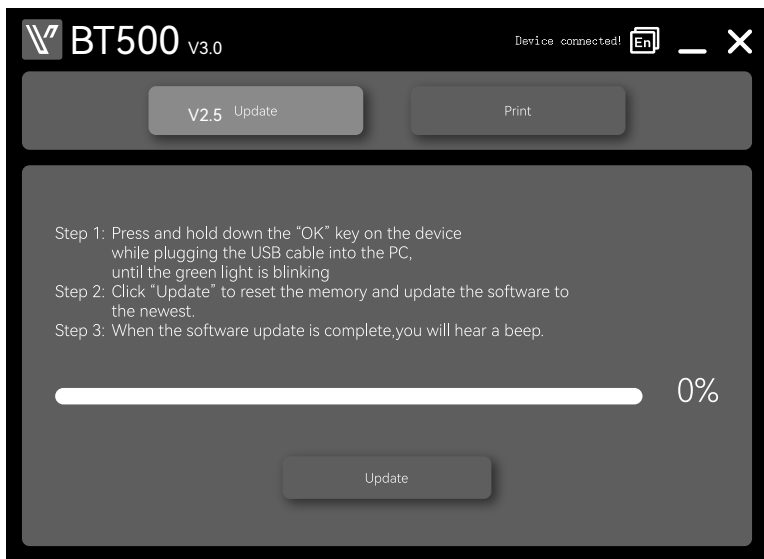 BT500 V3.0
Device connected! En
V2.5 Update
Print
Step 1: Press and hold down the “OK” key on the device
while plugging the USB cable into the PC,
until the green light is blinking
Step 2: Click “Update” to reset the memory and update the software to
the newest.
Step 3: When the software update is complete,you will hear a beep.
0%
Update